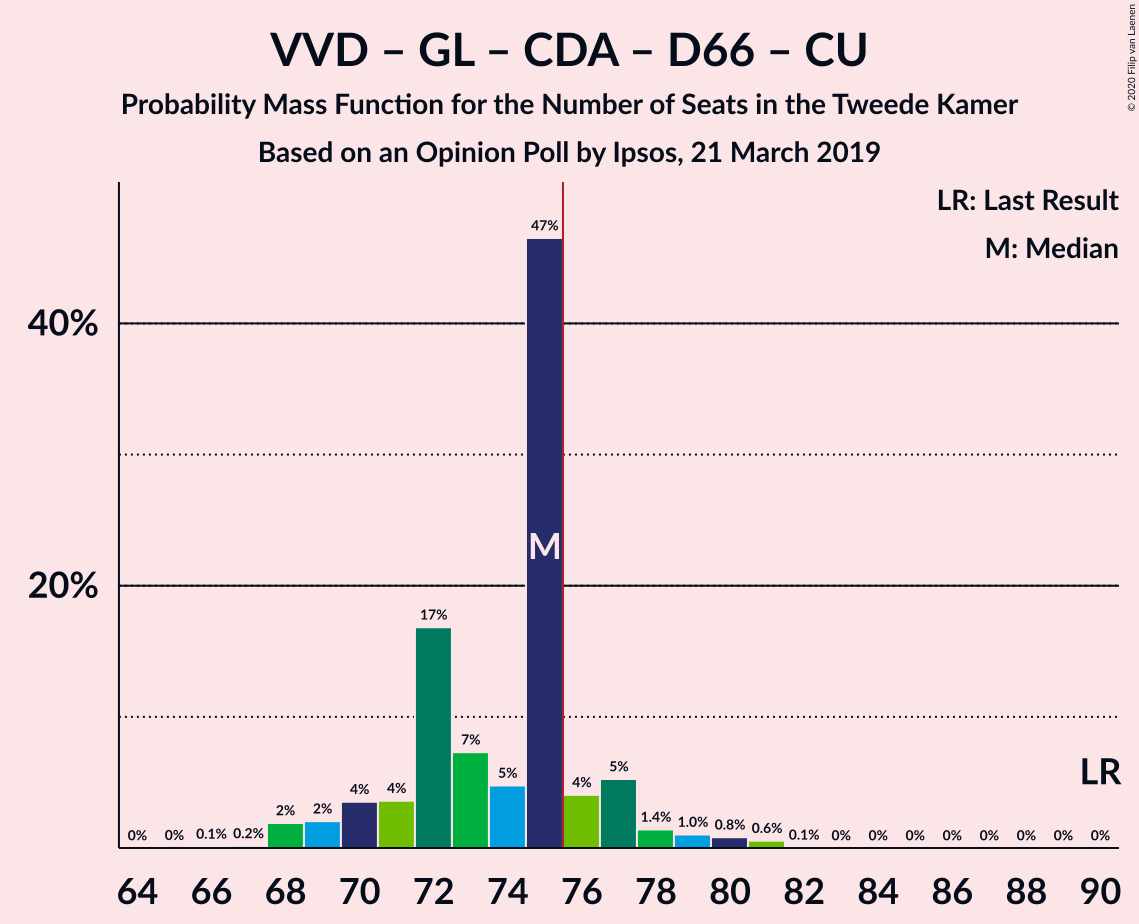 VVD – GL – CDA – D66 – CU
Probability Mass Function for the Number of Seats in the Tweede Kamer
Based on an Opinion Poll by Ipsos, 21 March 2019
© 2020 Filip van Laenen
LR: Last Result
M: Median
40%
20%
0% 0% 0.1% 0.2% 2% 2% 4% 4% 17% 7% 5% 47% 4% 5% 1.4% 1.0% 0.8% 0.6% 0.1% 0% 0% 0% 0% 0% 0% 0% 0%
M
LR
64 66 68 70 72 74 76 78 80 82 84 86 88 90